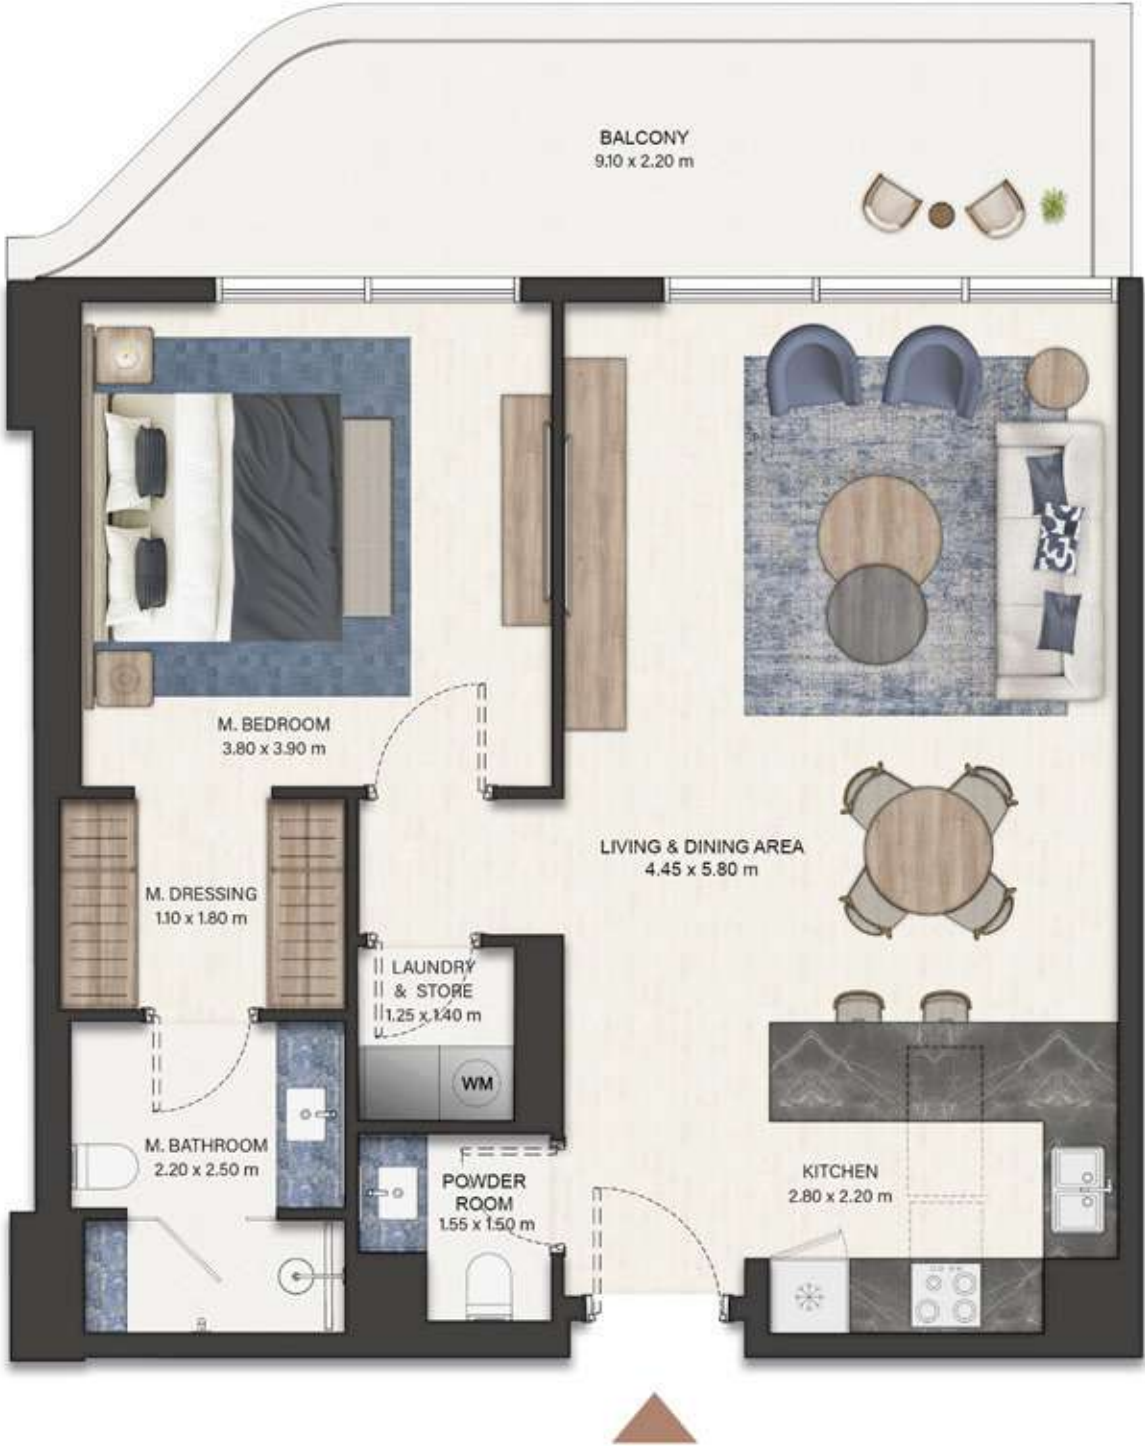 BALCONY
9.10 x 2.20 m
M. BEDROOM
3.80 x 3.90 m
LIVING & DINING AREA
4.45 x 5.80 m
M. DRESSING
1.10 x 1.80 m
LAUNDRY
& STORE
1.25 x 1.40 m
WM
M. BATHROOM
2.20 x 2.50 m
POWDER
ROOM
1.55 x 1.50 m
KITCHEN
2.80 x 2.20 m